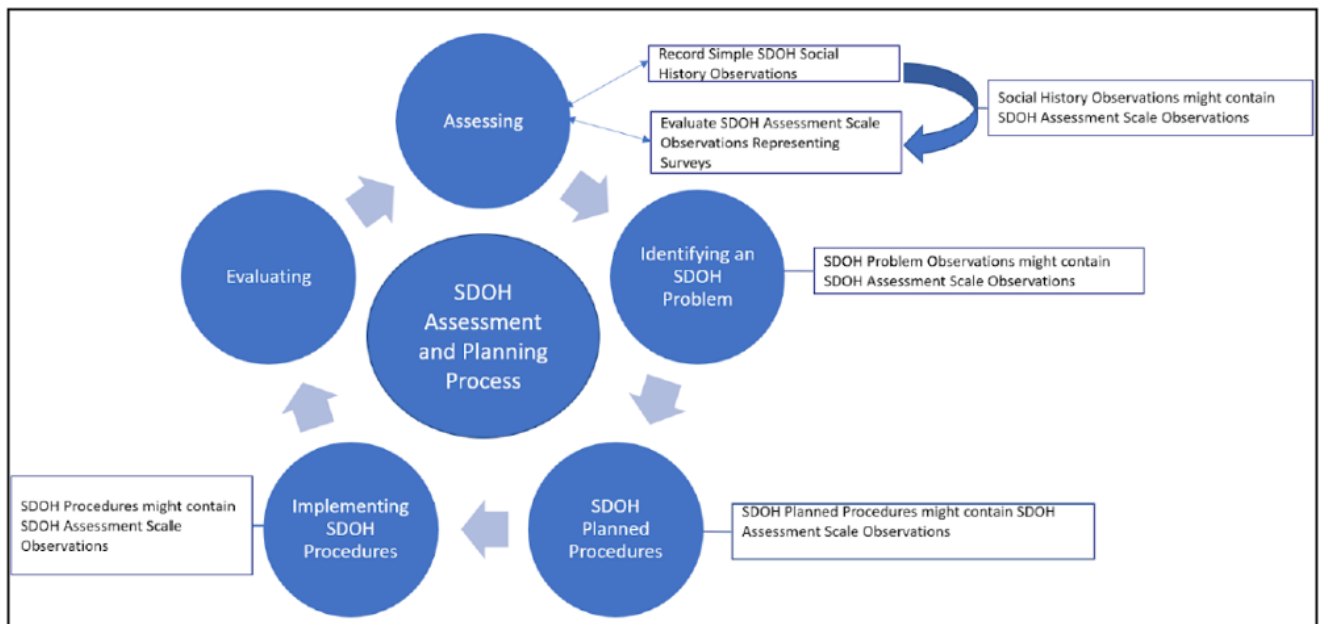 Assessing
Record Simple SDOH Social
History Observations
Evaluate SDOH Assessment Scale
Observations Representing
Surveys
Social History Observations might contain
SDOH Assessment Scale Observations
Identifying an
SDOH
Problem
SDOH Problem Observations might contain
SDOH Assessment Scale Observations
Evaluating
SDOH
Assessment
and Planning
Process
SDOH
Planned
Procedures
SDOH Planned Procedures might contain SDOH
Assessment Scale Observations
Implementing
SDOH
Procedures
SDOH Procedures might contain
SDOH Assessment Scale
Observations